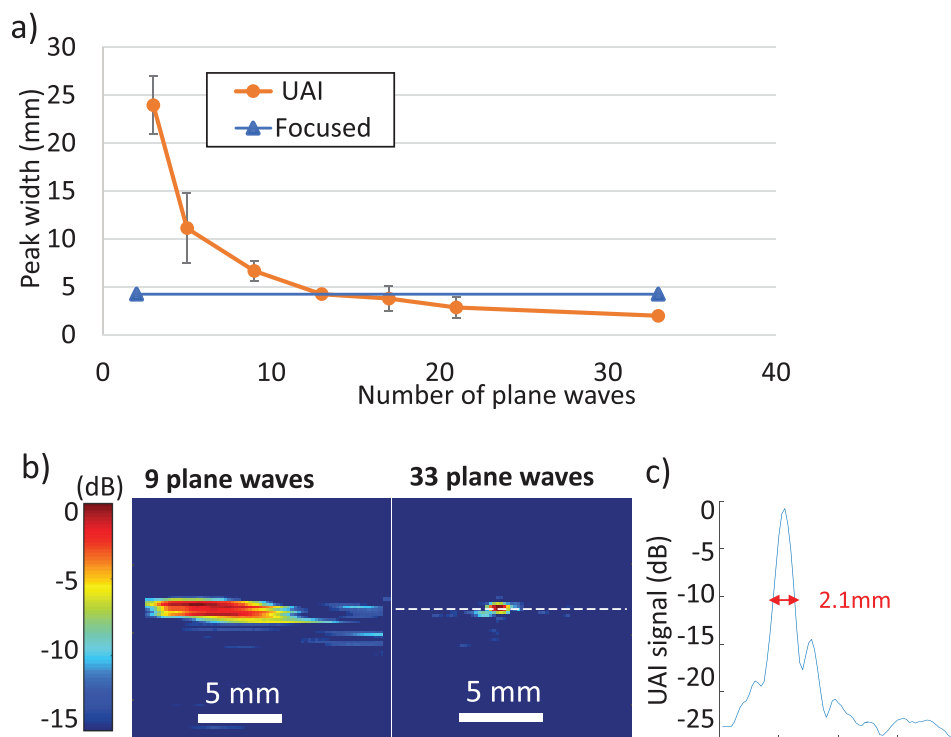 a)
30
25
20
15
10
5
0
Peak width (mm)
UAI
Focused
0 10 20 30 40
Number of plane waves
b)
(dB)
0
-5
-10
-15
9 plane waves
5 mm
33 plane waves
5 mm
c)
0
-5
-10
-15
-20
-25
UAI signal (dB)
2.1mm